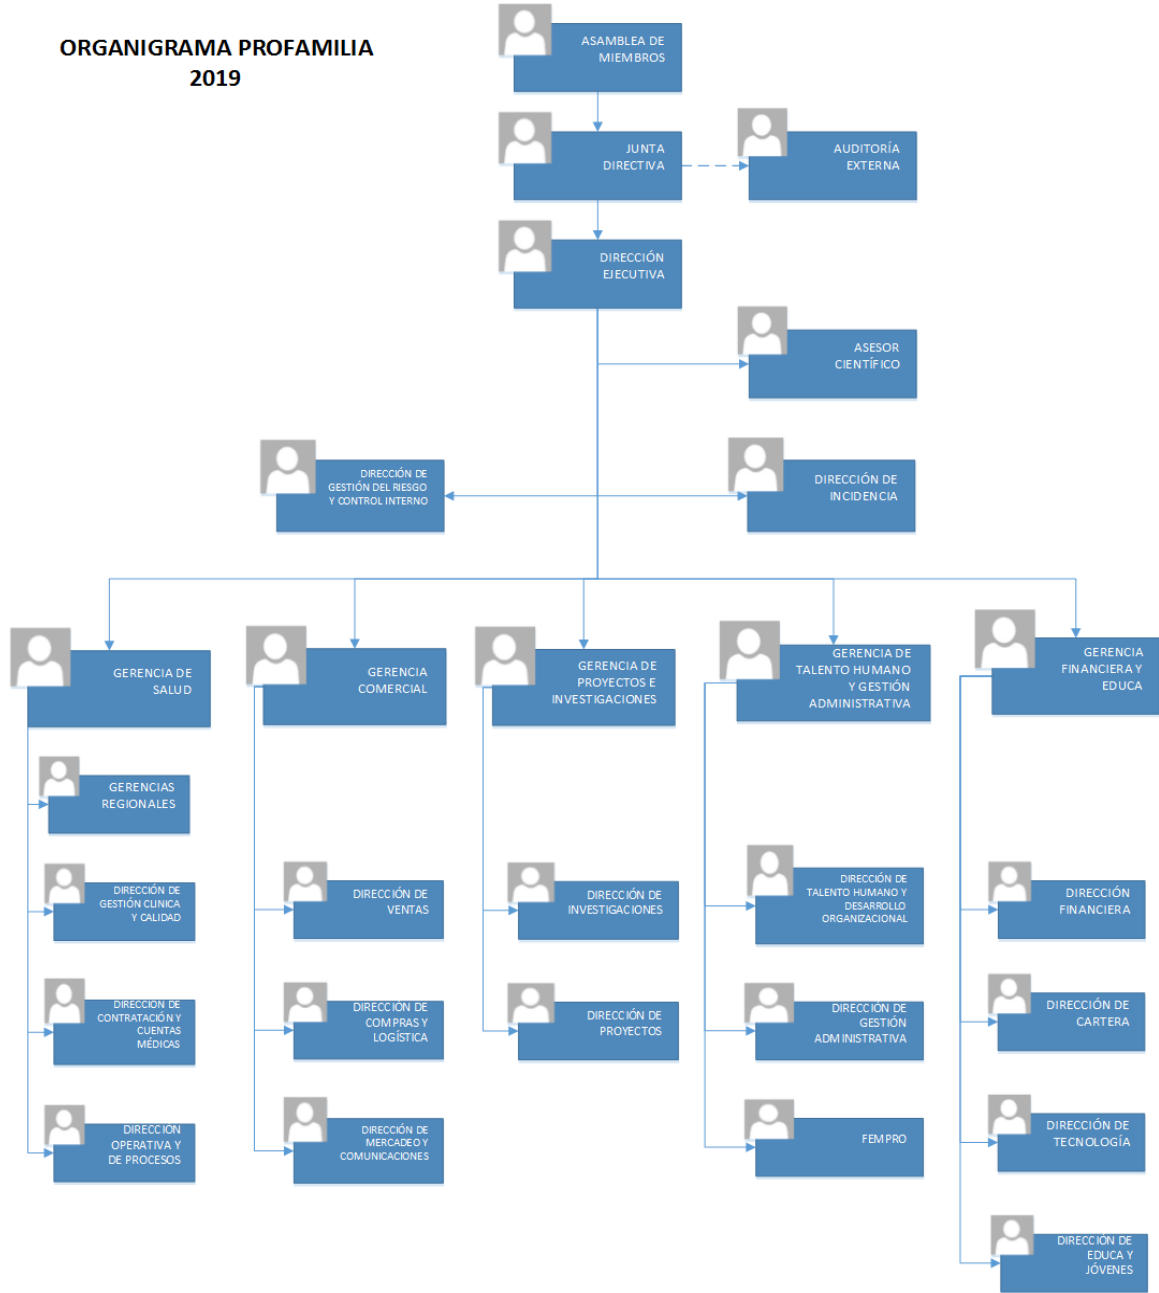 ORGANIGRAMA PROFAMILIA
2019
ASAMBLEA DE
MIEMBROS
JUNTA
DIRECTIVA
AUDITORÍA
EXTERNA
DIRECCIÓN
EJECUTIVA
ASESOR
CIENTÍFICO
DIRECCIÓN DE
GESTIÓN DEL RIESGO
Y CONTROL INTERNO
DIRECCIÓN DE
INCIDENCIA
GERENCIA DE
SALUD
GERENCIA
COMERCIAL
GERENCIA DE
PROYECTOS E
INVESTIGACIONES
GERENCIA DE
TALENTO HUMANO
Y GESTIÓN
ADMINISTRATIVA
GERENCIA
FINANCIERA Y
EDUCA
GERENCIAS
REGIONALES
DIRECCIÓN DE
GESTIÓN CLINICA
Y CALIDAD
DIRECCIÓN DE
VENTAS
DIRECCIÓN DE
INVESTIGACIONES
DIRECCIÓN DE
TALENTO HUMANO Y
DESARROLLO
ORGANIZACIONAL
DIRECCIÓN
FINANCIERA
DIRECCIÓN DE
CONTRATACIÓN Y
CUENTAS
MÉDICAS
DIRECCIÓN DE
COMPRAS Y
LOGÍSTICA
DIRECCIÓN DE
PROYECTOS
DIRECCIÓN DE
GESTIÓN
ADMINISTRATIVA
DIRECCIÓN DE
CARTERA
DIRECCIÓN
OPERATIVA Y
DE PROCESOS
DIRECCIÓN DE
MERCADEO Y
COMUNICACIONES
FEMPRO
DIRECCIÓN DE
TECNOLOGÍA
DIRECCIÓN DE
EDUCA Y
JÓVENES